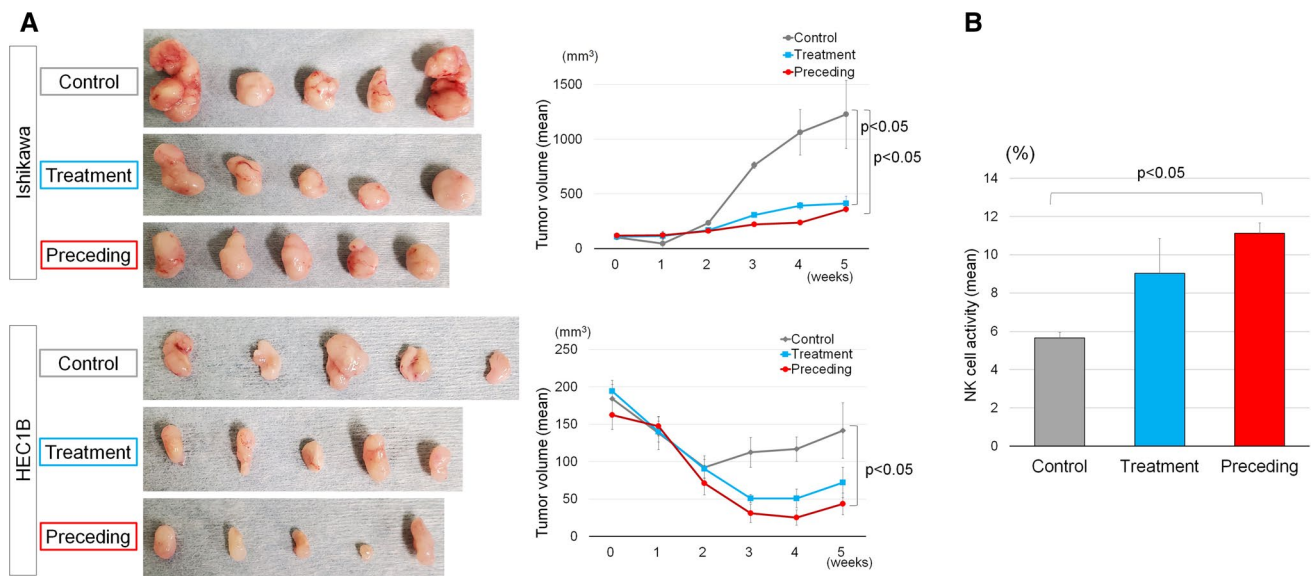 A
Ishikawa
Control
Treatment
Preceding
(mm³)
Control
Treatment
Preceding
Tumor volume (mean)
1500
1000
500
0
0 1 2 3 4 5
(weeks)
p<0.05
p<0.05
HEC1B
Control
Treatment
Preceding
(mm³)
Control
Treatment
Preceding
Tumor volume (mean)
250
200
150
100
50
0
0 1 2 3 4 5
(weeks)
p<0.05
B
(%)
NK cell activity (mean)
14
12
10
8
6
4
2
0
p<0.05
Control Treatment Preceding